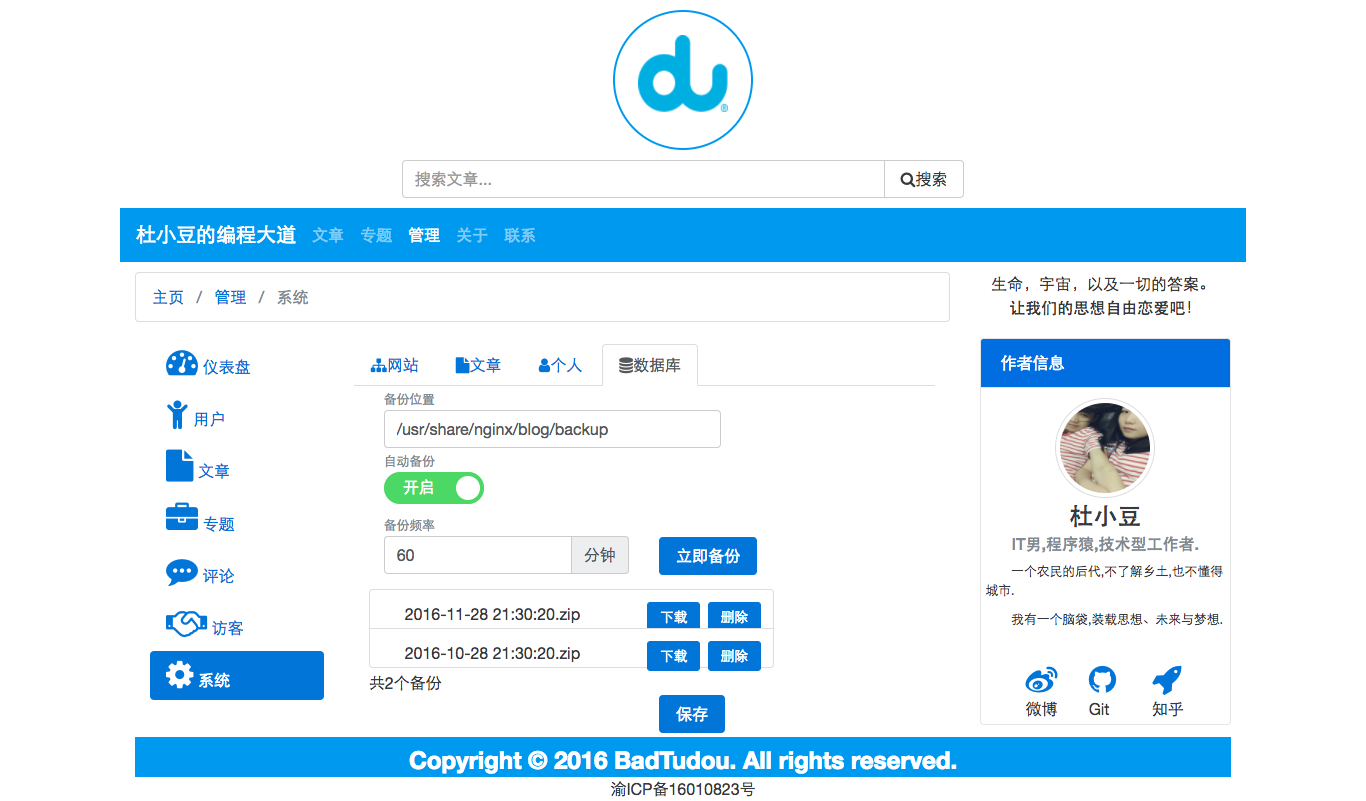 du®
搜索文章...
搜索
杜小豆的编程大道 文章 专题 管理 关于 联系
主页 / 管理 / 系统
仪表盘
用户
文章
专题
评论
访客
系统
网站 文章 个人 数据库
备份位置
/usr/share/nginx/blog/backup
自动备份
开启
备份频率
60 分钟 立即备份
2016-11-28 21:30:20.zip 下载 删除
2016-10-28 21:30:20.zip 下载 删除
共2个备份
保存
生命，宇宙，以及一切的答案。
让我们的思想自由恋爱吧！
作者信息
杜小豆
IT男,程序猿,技术型工作者.
一个农民的后代,不了解乡土,也不懂得
城市.
我有一个脑袋,装载思想、未来与梦想.
微博 Git 知乎
Copyright © 2016 BadTudou. All rights reserved.
渝ICP备16010823号